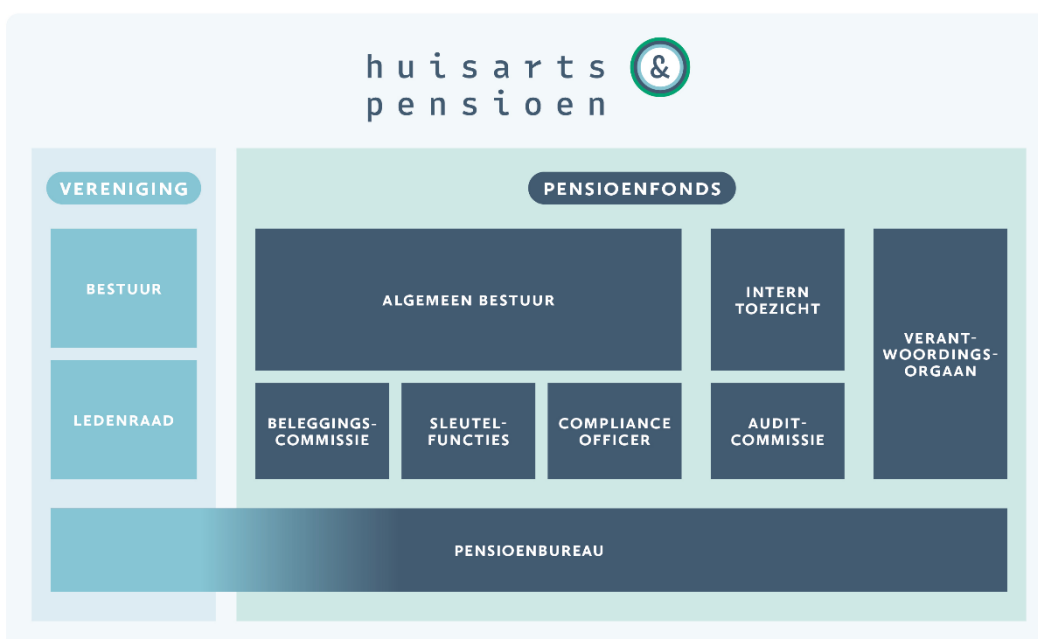 huisarts &
pensioen
VERENIGING
BESTUUR
LEDENRAAD
PENSIOENFONDS
ALGEMEEN BESTUUR
INTERN
TOEZICHT
VERANT-
WOORDINGS-
ORGAAN
BELEGGINGS-
COMMISSIE
SLEUTEL-
FUNCTIES
COMPLIANCE
OFFICER
AUDIT-
COMMISSIE
PENSIOENBUREAU